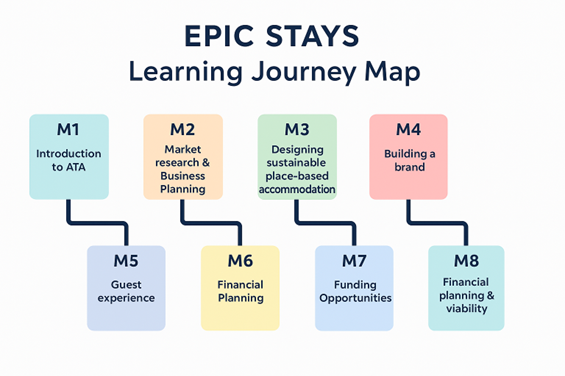 EPIC STAYS
Learning Journey Map
M1
Introduction
to ATA
M2
Market
research &
Business
Planning
M3
Designing
sustainable
place-based
accommodation
M4
Building a
brand
M5
Guest
experience
M6
Financial
Planning
M7
Funding
Opportunities
M8
Financial
planning &
viability